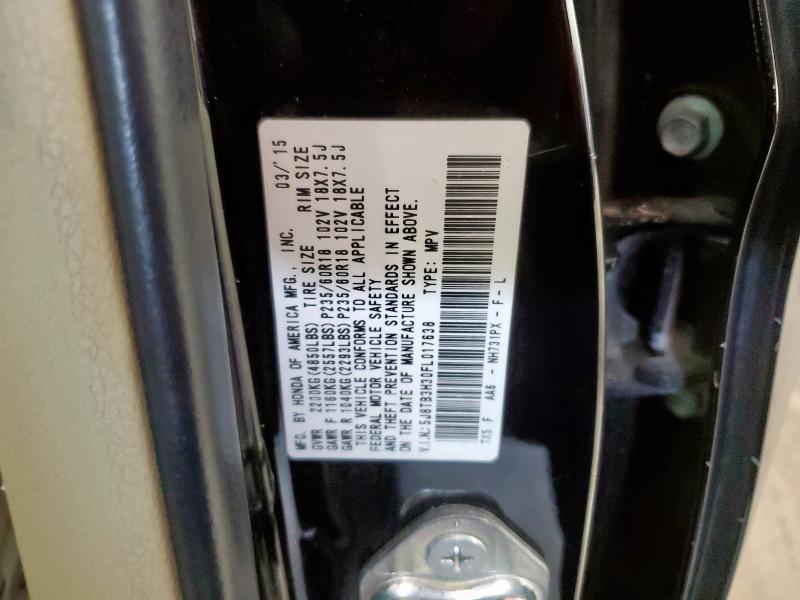 MFD. BY HONDA OF AMERICA MFG., INC. 03/'15
GVWR 2200KG(4850LBS) TIRE SIZE RIM SIZE
GAWR F 1160KG(2557LBS) P235/60R18 102V 18X7.5J
GAWR R 1040KG(2293LBS) P235/60R18 102V 18X7.5J
THIS VEHICLE CONFORMS TO ALL APPLICABLE
FEDERAL MOTOR VEHICLE SAFETY
AND THEFT PREVENTION STANDARDS IN EFFECT
ON THE DATE OF MANUFACTURE SHOWN ABOVE.
V.I.N.:5J8TB3H30FL017638 TYPE: MPV
TX5 F AA6 - NH731PX - F - L